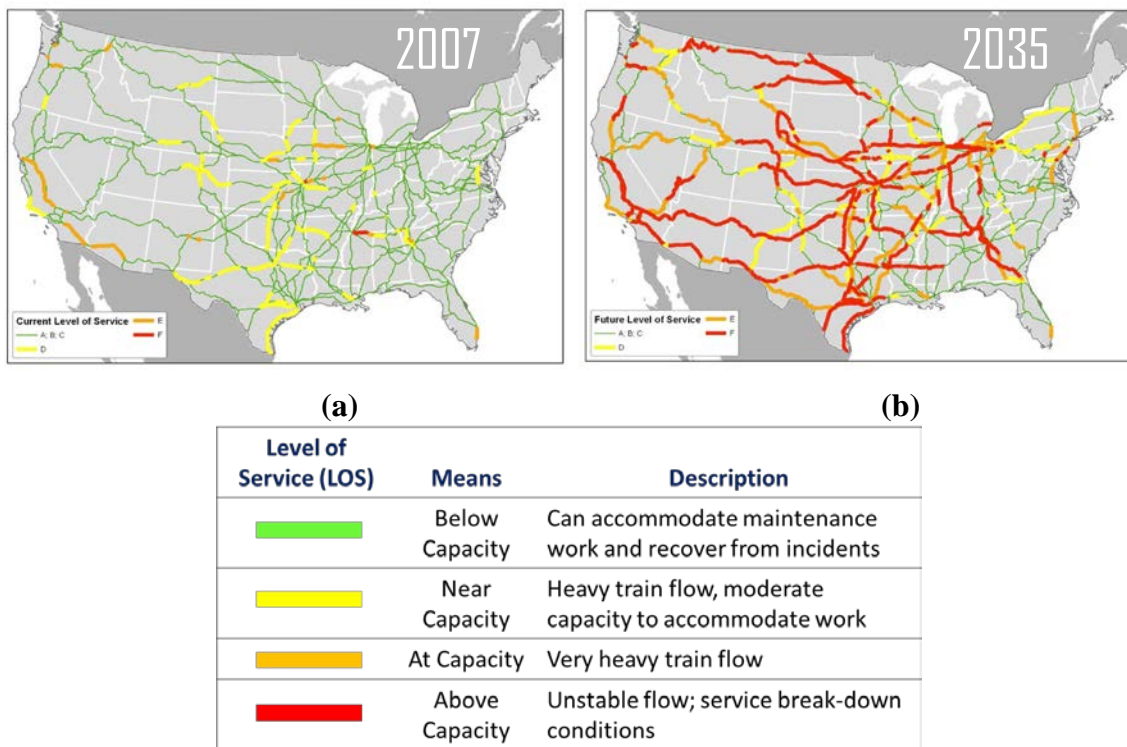 2007
Current Level of Service
A; B; C
D
E
F
2035
Future Level of Service
A; B; C
D
E
F
(a)
(b)
Level of
Service (LOS)
Means
Description
Below
Capacity
Can accommodate maintenance
work and recover from incidents
Near
Capacity
Heavy train flow, moderate
capacity to accommodate work
At Capacity
Very heavy train flow
Above
Capacity
Unstable flow; service break-down
conditions